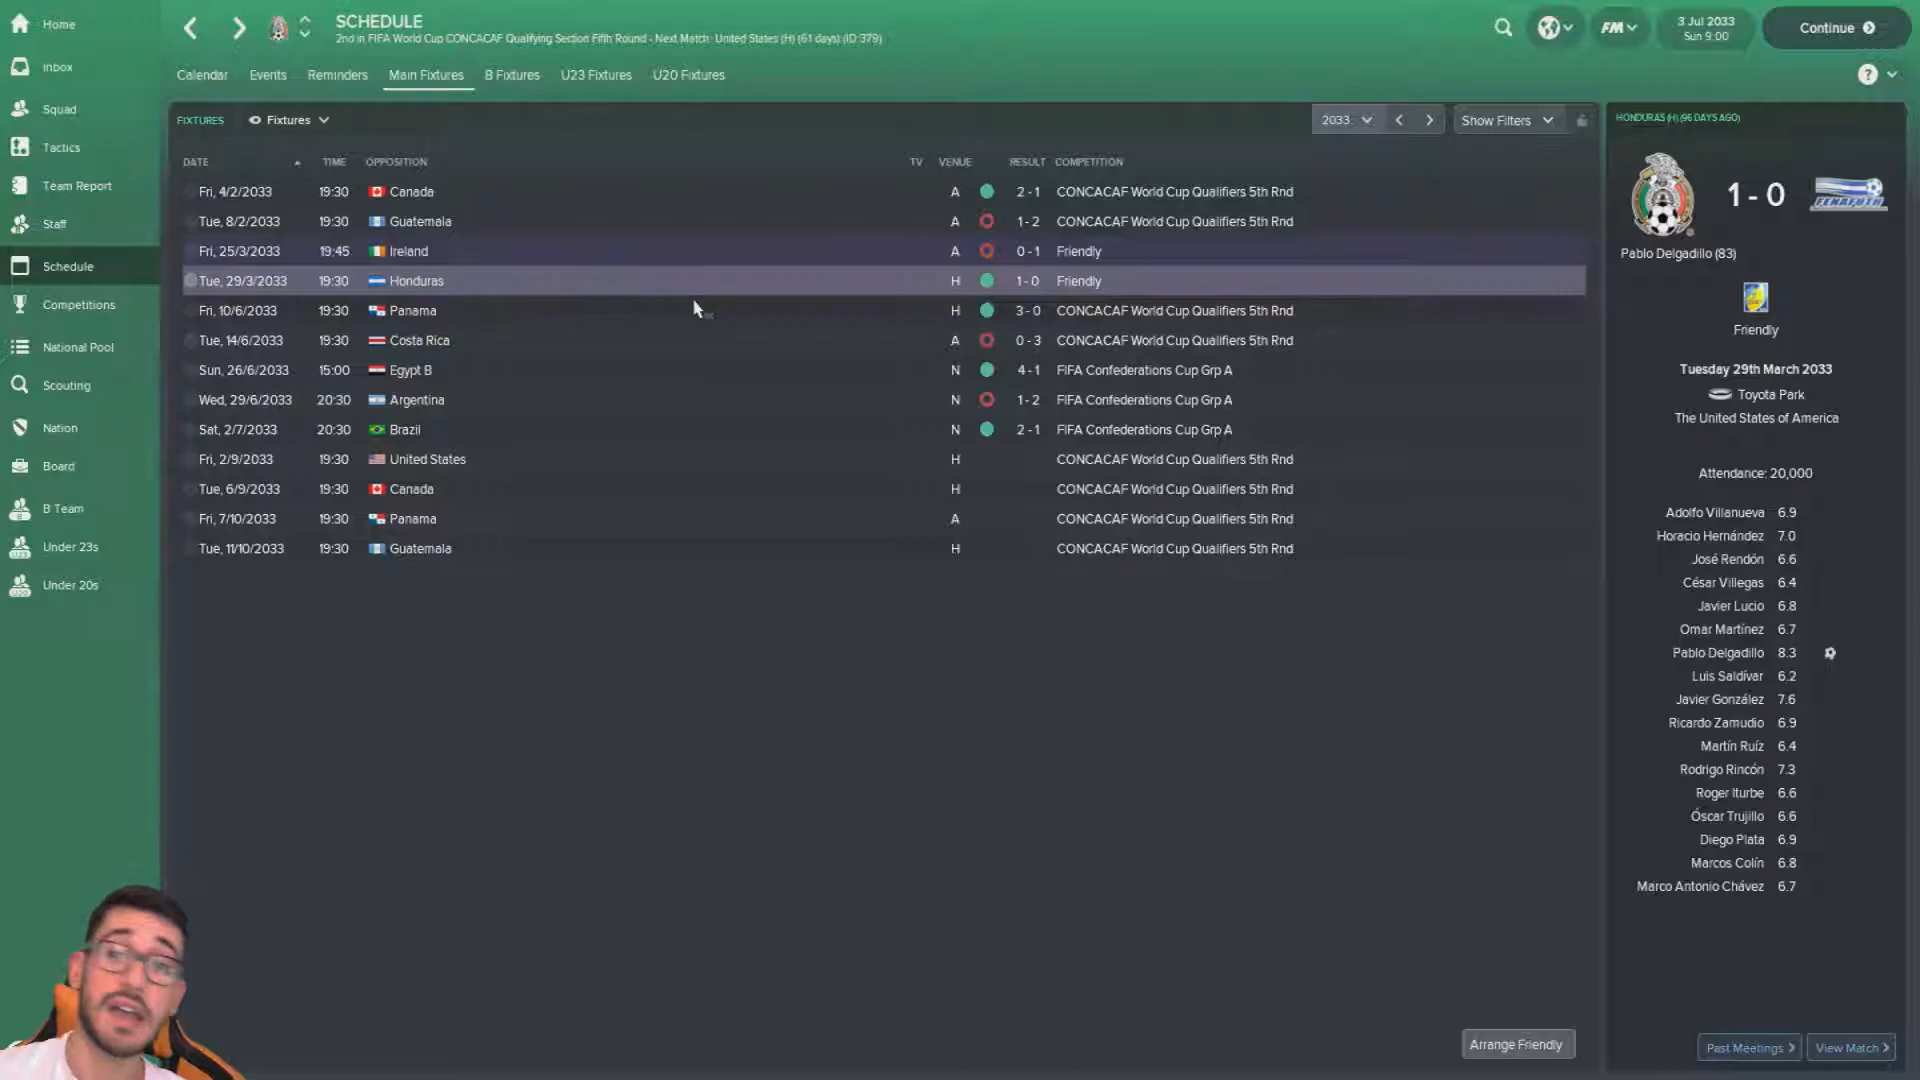 Home
Inbox
Squad
Tactics
Team Report
Staff
Schedule
Competitions
National Pool
Scouting
Nation
Board
B Team
Under 23s
Under 20s
SCHEDULE
2nd in FIFA World Cup CONCACAF Qualifying Section Fifth Round - Next Match: United States (H) (61 days) (ID:379)
FM
3 Jul 2033
Sun 9:00
Continue
Calendar Events Reminders Main Fixtures B Fixtures U23 Fixtures U20 Fixtures
?
FIXTURES Fixtures 2033 Show Filters
DATE TIME OPPOSITION TV VENUE RESULT COMPETITION
Fri, 4/2/2033 19:30 Canada A 2 - 1 CONCACAF World Cup Qualifiers 5th Rnd
Tue, 8/2/2033 19:30 Guatemala A 1 - 2 CONCACAF World Cup Qualifiers 5th Rnd
Fri, 25/3/2033 19:45 Ireland A 0 - 1 Friendly
Tue, 29/3/2033 19:30 Honduras H 1 - 0 Friendly
Fri, 10/6/2033 19:30 Panama H 3 - 0 CONCACAF World Cup Qualifiers 5th Rnd
Tue, 14/6/2033 19:30 Costa Rica A 0 - 3 CONCACAF World Cup Qualifiers 5th Rnd
Sun, 26/6/2033 15:00 Egypt B N 4 - 1 FIFA Confederations Cup Grp A
Wed, 29/6/2033 20:30 Argentina N 1 - 2 FIFA Confederations Cup Grp A
Sat, 2/7/2033 20:30 Brazil N 2 - 1 FIFA Confederations Cup Grp A
Fri, 2/9/2033 19:30 United States H CONCACAF World Cup Qualifiers 5th Rnd
Tue, 6/9/2033 19:30 Canada H CONCACAF World Cup Qualifiers 5th Rnd
Fri, 7/10/2033 19:30 Panama A CONCACAF World Cup Qualifiers 5th Rnd
Tue, 11/10/2033 19:30 Guatemala H CONCACAF World Cup Qualifiers 5th Rnd
Arrange Friendly
HONDURAS (H) (96 DAYS AGO)
1 - 0
FENAFUTH
Pablo Delgadillo (83)
Friendly
Tuesday 29th March 2033
Toyota Park
The United States of America
Attendance: 20,000
Adolfo Villanueva 6.9
Horacio Hernández 7.0
José Rendón 6.6
César Villegas 6.4
Javier Lucio 6.8
Omar Martínez 6.7
Pablo Delgadillo 8.3
Luis Saldívar 6.2
Javier González 7.6
Ricardo Zamudio 6.9
Martín Ruíz 6.4
Rodrigo Rincón 7.3
Roger Iturbe 6.6
Óscar Trujillo 6.6
Diego Plata 6.9
Marcos Colín 6.8
Marco Antonio Chávez 6.7
Past Meetings > View Match >